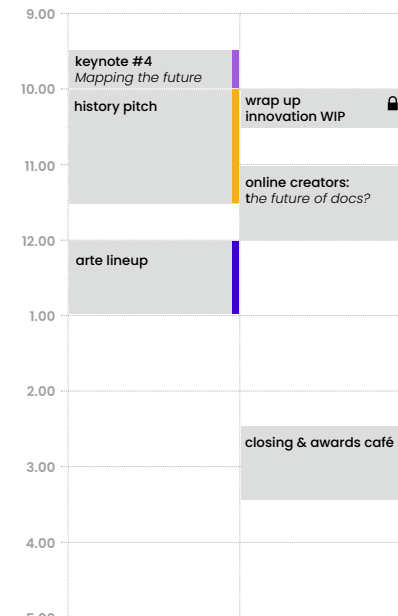 9.00
keynote #4
Mapping the future
10.00
history pitch
wrap up
innovation WIP
11.00
online creators:
the future of docs?
12.00
arte lineup
1.00
2.00
closing & awards café
3.00
4.00